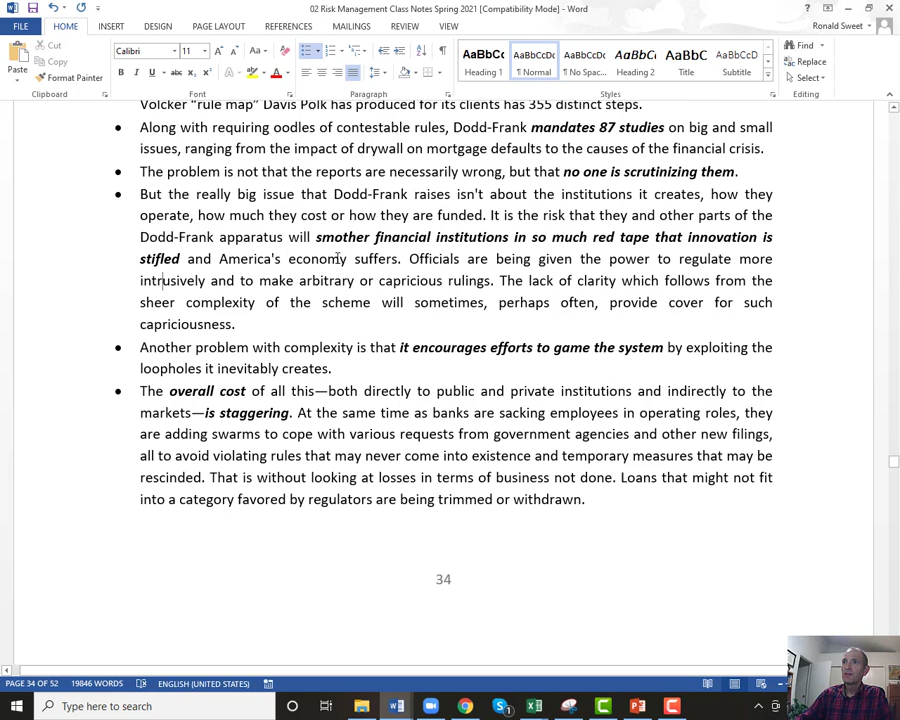 02 Risk Management Class Notes Spring 2021 [Compatibility Mode] - Word
FILE HOME INSERT DESIGN PAGE LAYOUT REFERENCES MAILINGS REVIEW VIEW Ronald Sweet
Paste
Cut
Copy
Format Painter
Clipboard
Calibri 11
Font
Paragraph
AaBbCc AaBbCcDc AaBbCcDc AaBbCc AaBbC AaBbCcD
Heading 1 ¶ Normal ¶ No Spac... Heading 2 Title Subtitle
Styles
Find
Replace
Select
Editing
Volcker "rule map" Davis Polk has produced for its clients has 355 distinct steps.
• Along with requiring oodles of contestable rules, Dodd-Frank mandates 87 studies on big and small
issues, ranging from the impact of drywall on mortgage defaults to the causes of the financial crisis.
• The problem is not that the reports are necessarily wrong, but that no one is scrutinizing them.
• But the really big issue that Dodd-Frank raises isn't about the institutions it creates, how they
operate, how much they cost or how they are funded. It is the risk that they and other parts of the
Dodd-Frank apparatus will smother financial institutions in so much red tape that innovation is
stifled and America's economy suffers. Officials are being given the power to regulate more
intrusively and to make arbitrary or capricious rulings. The lack of clarity which follows from the
sheer complexity of the scheme will sometimes, perhaps often, provide cover for such
capriciousness.
• Another problem with complexity is that it encourages efforts to game the system by exploiting the
loopholes it inevitably creates.
• The overall cost of all this—both directly to public and private institutions and indirectly to the
markets—is staggering. At the same time as banks are sacking employees in operating roles, they
are adding swarms to cope with various requests from government agencies and other new filings,
all to avoid violating rules that may never come into existence and temporary measures that may be
rescinded. That is without looking at losses in terms of business not done. Loans that might not fit
into a category favored by regulators are being trimmed or withdrawn.
34
PAGE 34 OF 52 19846 WORDS ENGLISH (UNITED STATES)
Type here to search